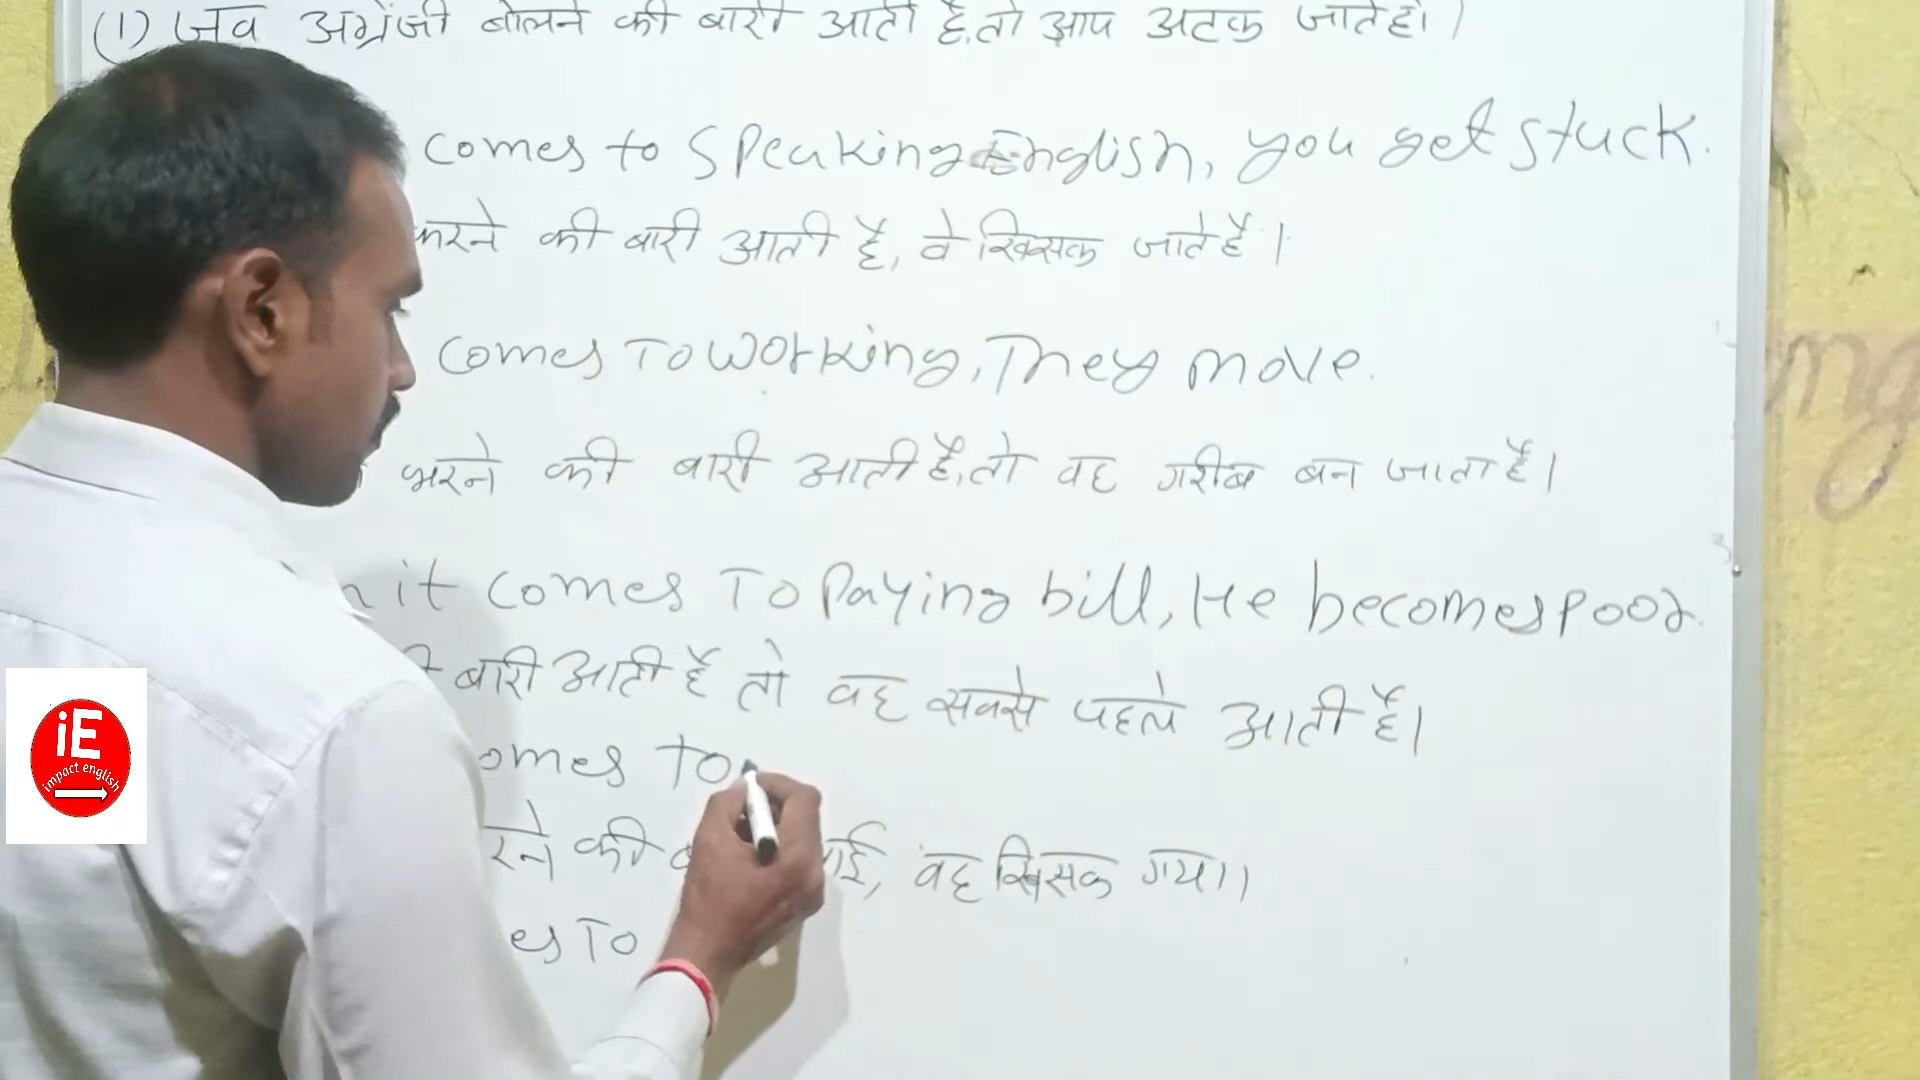 (1) जब अग्रेंजी बोलने की बारी आती है,तो आप अटक जाते हो।
comes to speaking English, you get stuck.
करने की बारी आती है, वे खिसक जाते है।
comes To working, They move.
भरने की बारी आती है,तो वह गरीब बन जाता है।
it comes To Paying bill, He becomes poor.
बारी आती है तो वह सबसे पहले आती है।
omes To
रने की वह खिसक गया।
es To
iE
impact english